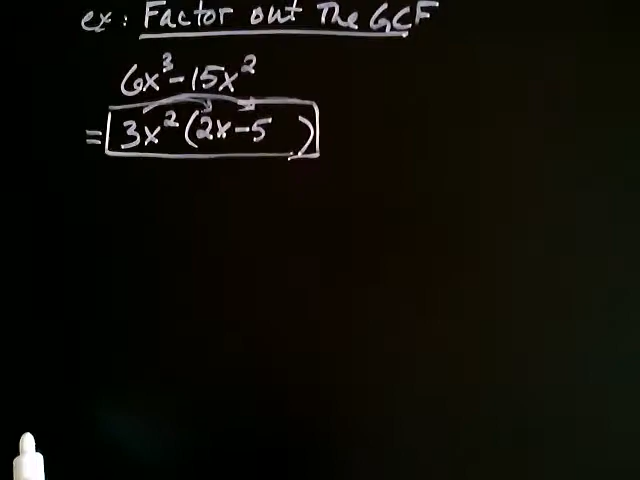 ex: Factor out The GCF
6x³-15x²
= 3x²(2x-5 )